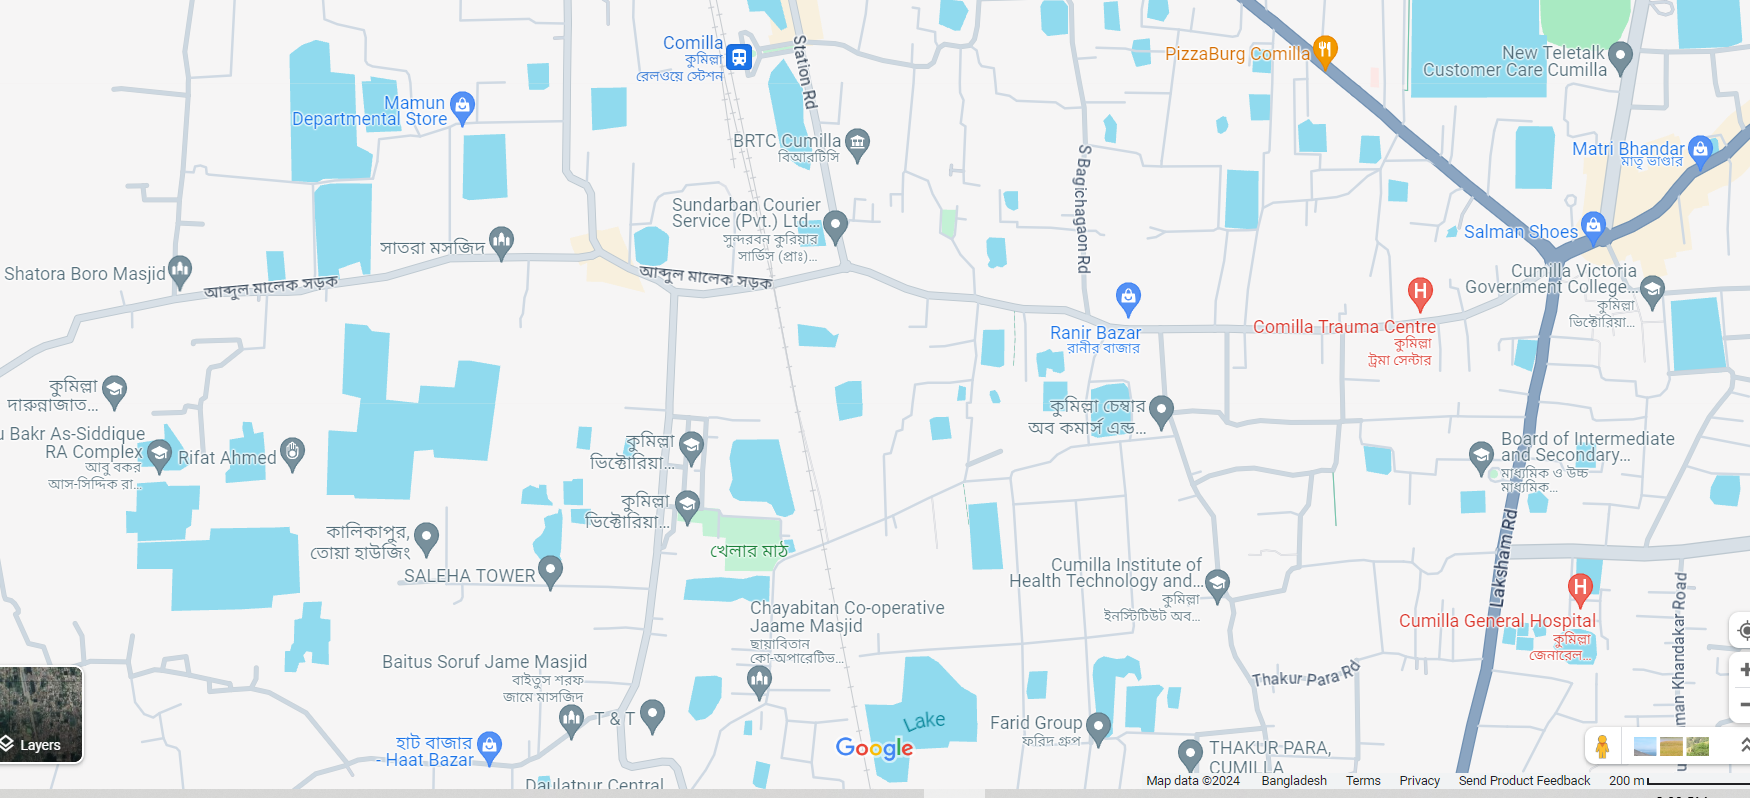 Comilla
কুমিল্লা
রেলওয়ে স্টেশন
Station Rd
PizzaBurg Comilla
New Teletalk
Customer Care Cumilla
Mamun
Departmental Store
BRTC Cumilla
বিআরটিসি
S Bagichagaon Rd
Matri Bhandar
মাতৃ ভাণ্ডার
Sundarban Courier
Service (Pvt.) Ltd...
সুন্দরবন কুরিয়ার
সার্ভিস (প্রাঃ)...
Salman Shoes
সাতরা মসজিদ
Shatora Boro Masjid
আব্দুল মালেক সড়ক
আব্দুল মালেক সড়ক
Cumilla Victoria
Government College...
কুমিল্লা
ভিক্টোরিয়া...
Ranir Bazar
রানীর বাজার
Comilla Trauma Centre
কুমিল্লা
ট্রমা সেন্টার
কুমিল্লা
দারুন্নাজাত...
কুমিল্লা চেম্বার
অব কমার্স এন্ড...
u Bakr As-Siddique
RA Complex
আবু বকর
আস-সিদ্দিক রা...
Rifat Ahmed
কুমিল্লা
ভিক্টোরিয়া...
Board of Intermediate
and Secondary...
মাধ্যমিক ও উচ্চ
মাধ্যমিক...
কুমিল্লা
ভিক্টোরিয়া...
কালিকাপুর,
তোয়া হাউজিং
খেলার মাঠ
Laksham Rd
SALEHA TOWER
Cumilla Institute of
Health Technology and...
কুমিল্লা
ইনস্টিটিউট অব...
Chayabitan Co-operative
Jaame Masjid
ছায়াবিতান
কো-অপারেটিভ...
Cumilla General Hospital
কুমিল্লা
জেনারেল...
man Khandakar Road
Baitus Soruf Jame Masjid
বাইতুস শরফ
জামে মাসজিদ
Thakur Para Rd
T & T
Lake
Farid Group
ফরিদ গ্রুপ
হাট বাজার
- Haat Bazar
Layers
Google
THAKUR PARA,
CUMILLA
Daulatpur Central
Map data ©2024 Bangladesh Terms Privacy Send Product Feedback 200 m